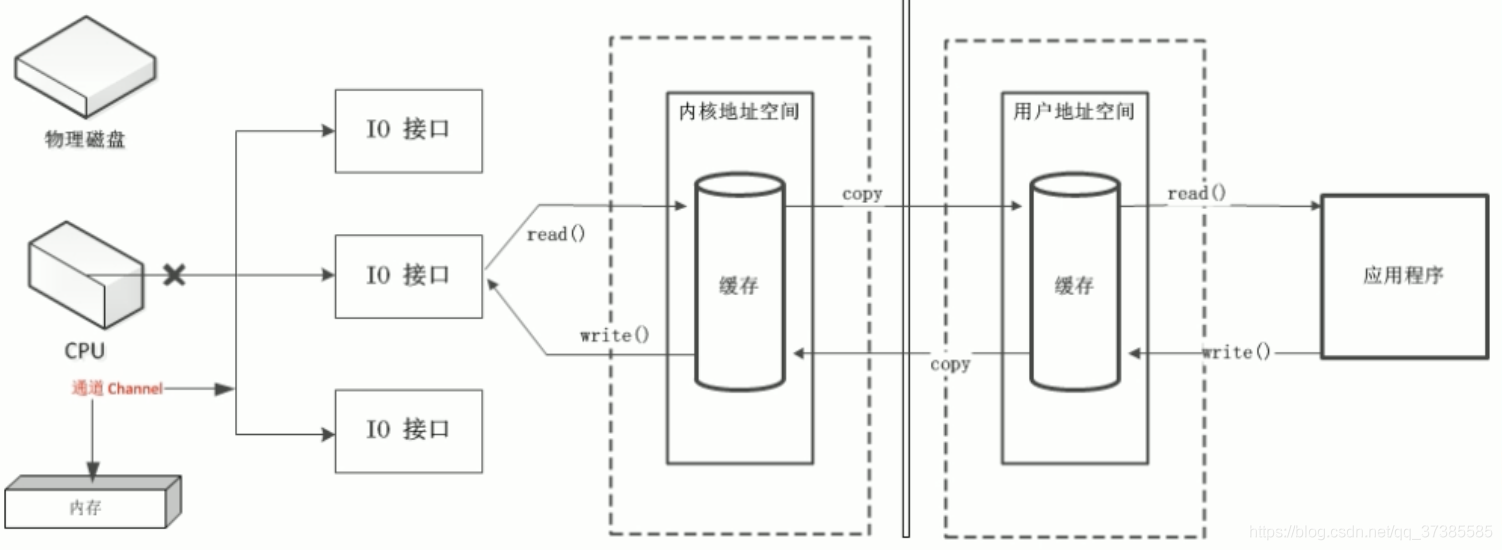 物理磁盘
CPU
通道 Channel
内存
IO 接口
IO 接口
IO 接口
read()
write()
内核地址空间
缓存
copy
copy
用户地址空间
缓存
read()
write()
应用程序
https://blog.csdn.net/qq_37385585